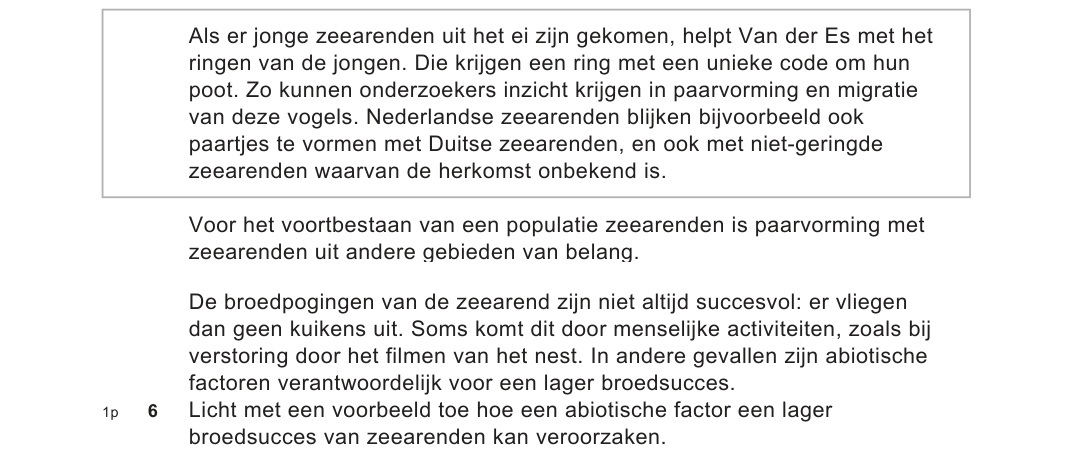 Als er jonge zeearenden uit het ei zijn gekomen, helpt Van der Es met het
ringen van de jongen. Die krijgen een ring met een unieke code om hun
poot. Zo kunnen onderzoekers inzicht krijgen in paarvorming en migratie
van deze vogels. Nederlandse zeearenden blijken bijvoorbeeld ook
paartjes te vormen met Duitse zeearenden, en ook met niet-geringde
zeearenden waarvan de herkomst onbekend is.
Voor het voortbestaan van een populatie zeearenden is paarvorming met
zeearenden uit andere gebieden van belang.
De broedpogingen van de zeearend zijn niet altijd succesvol: er vliegen
dan geen kuikens uit. Soms komt dit door menselijke activiteiten, zoals bij
verstoring door het filmen van het nest. In andere gevallen zijn abiotische
factoren verantwoordelijk voor een lager broedsucces.
1p 6 Licht met een voorbeeld toe hoe een abiotische factor een lager
broedsucces van zeearenden kan veroorzaken.